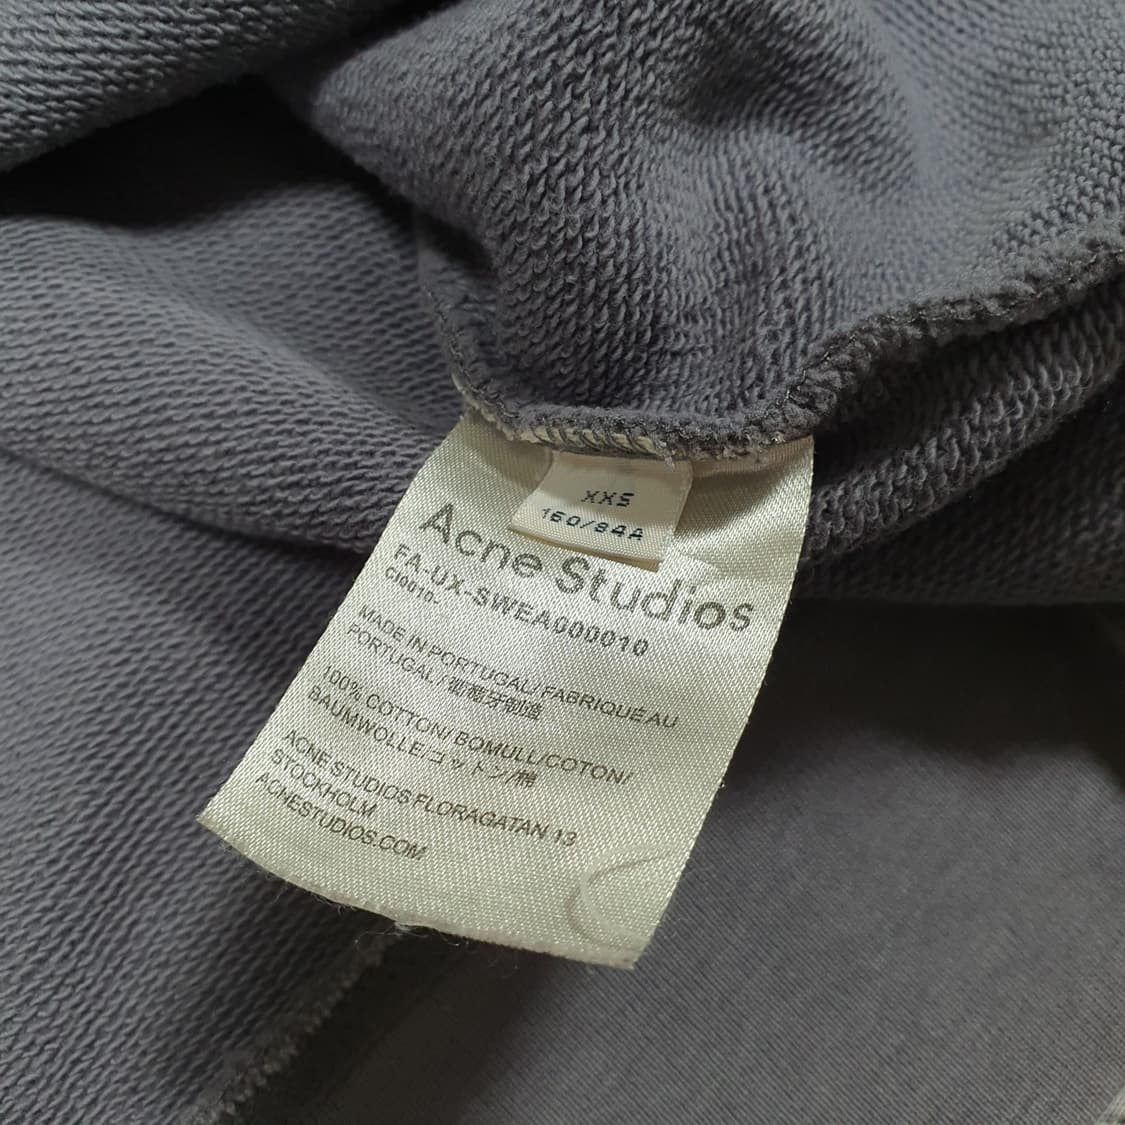 XXS
160/84A
Acne Studios
FA-UX-SWEA000010
CI0010-
MADE IN PORTUGAL/ FABRIQUÉ AU
PORTUGAL/ 葡萄牙制造
100% COTTON/ BOMULL/COTON/
BAUMWOLLE/コットン/棉
ACNE STUDIOS FLORAGATAN 13
STOCKHOLM
ACNESTUDIOS.COM